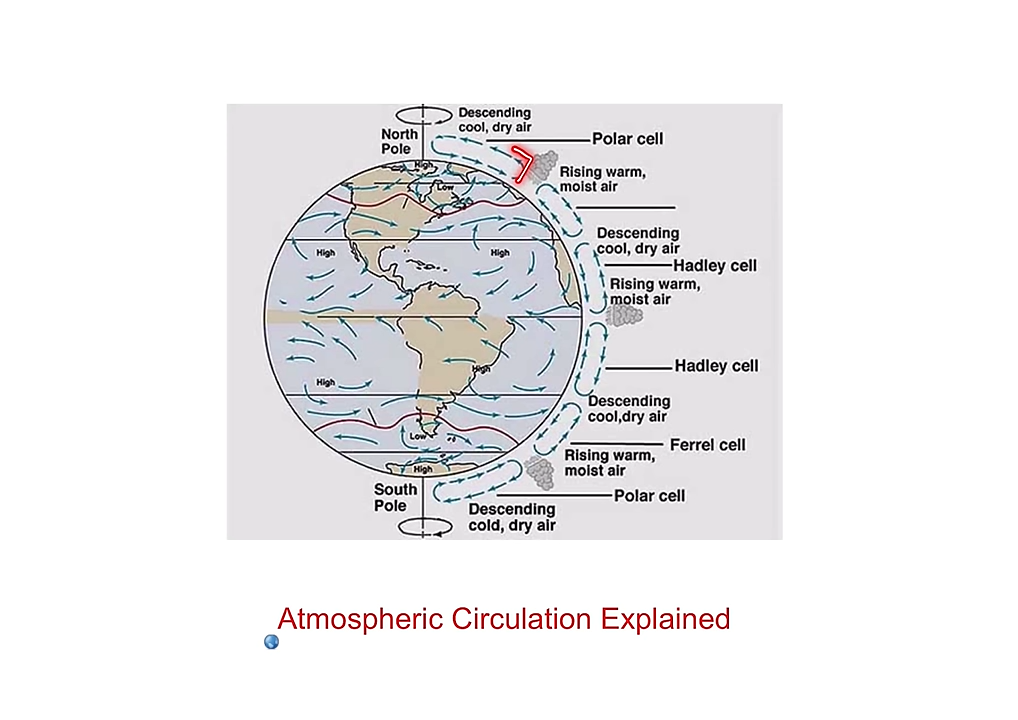 Descending
cool, dry air
North
Pole
Polar cell
High
Rising warm,
moist air
Low
Descending
cool, dry air
High
High
Hadley cell
Rising warm,
moist air
Hadley cell
High
High
Descending
cool,dry air
Low
Ferrel cell
Rising warm,
moist air
High
South
Pole
Polar cell
Descending
cold, dry air
Atmospheric Circulation Explained